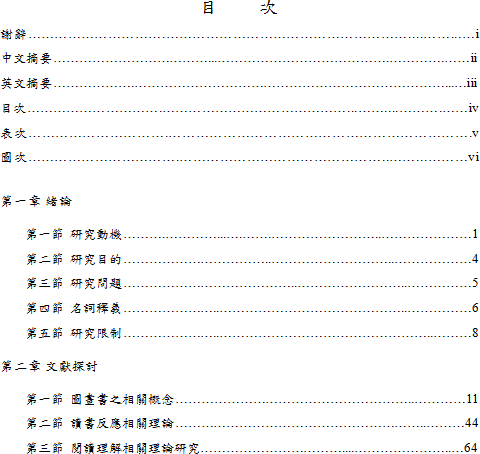 目 次
謝辭……………………………………………………………………………i
中文摘要………………………………………………………………………ii
英文摘要………………………………………………………………………iii
目次……………………………………………………………………………iv
表次……………………………………………………………………………v
圖次……………………………………………………………………………vi
第一章 緒論
第一節 研究動機……………………………………………………………1
第二節 研究目的……………………………………………………………4
第三節 研究問題……………………………………………………………5
第四節 名詞釋義……………………………………………………………6
第五節 研究限制……………………………………………………………8
第二章 文獻探討
第一節 圖畫書之相關概念…………………………………………………11
第二節 讀書反應相關理論…………………………………………………44
第三節 閱讀理解相關理論研究……………………………………………64